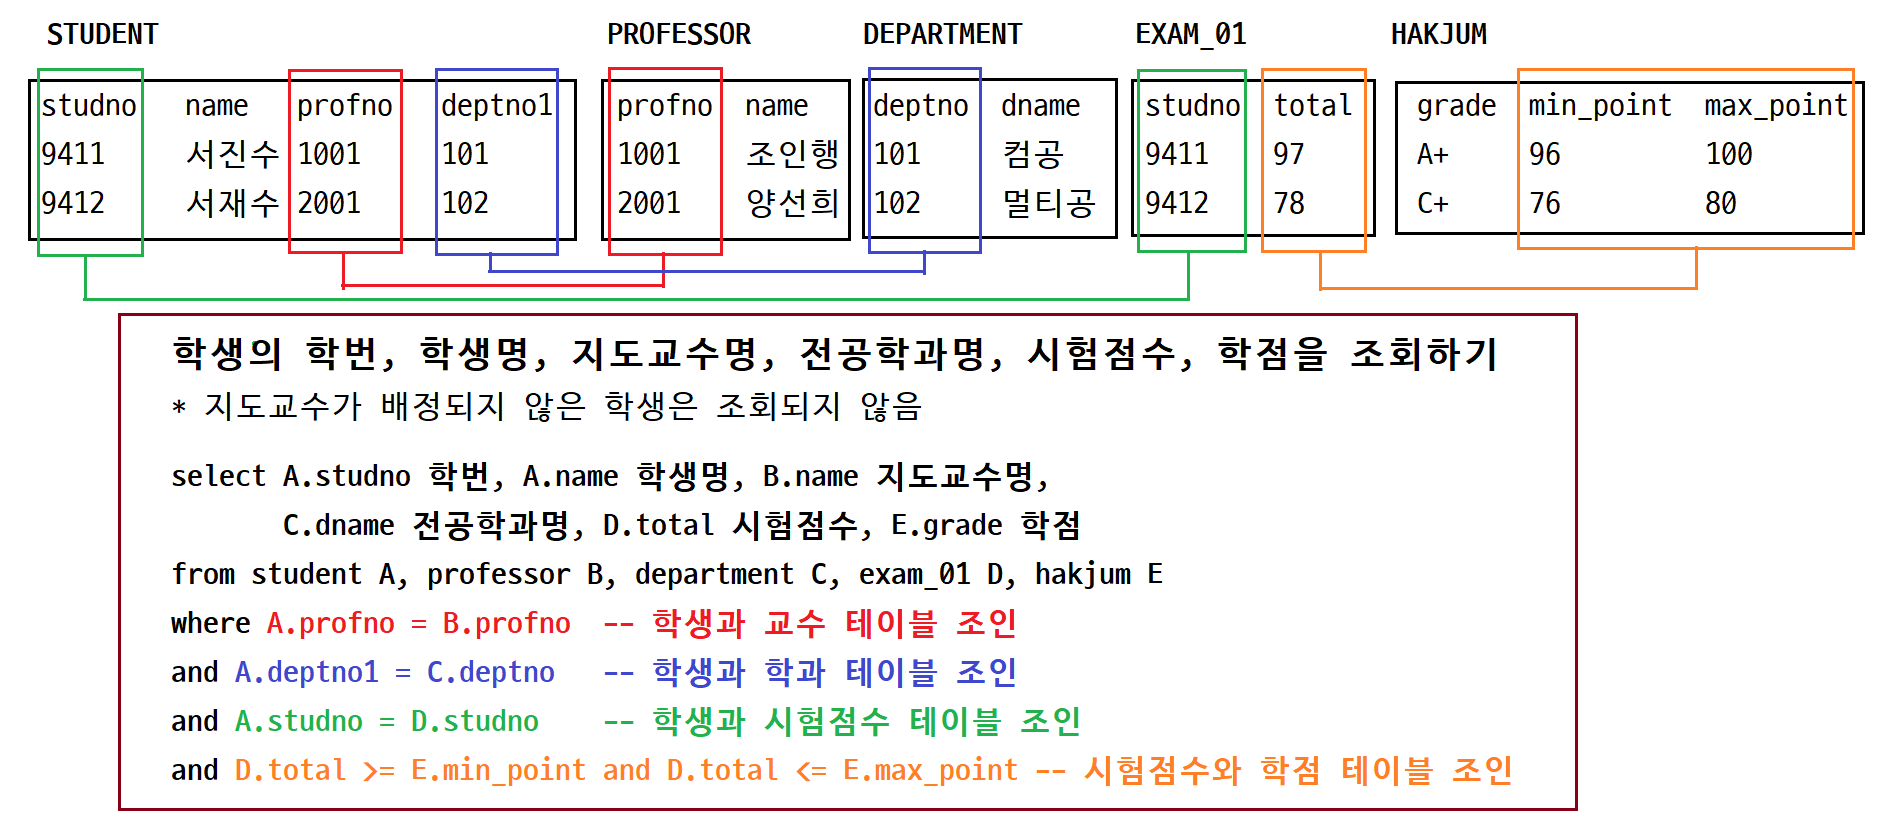 STUDENT PROFESSOR DEPARTMENT EXAM_01 HAKJUM
studno name profno deptno1 profno name deptno dname studno total grade min_point max_point
9411 서진수 1001 101 1001 조인행 101 컴공 9411 97 A+ 96 100
9412 서재수 2001 102 2001 양선희 102 멀티공 9412 78 C+ 76 80
학생의 학번, 학생명, 지도교수명, 전공학과명, 시험점수, 학점을 조회하기
* 지도교수가 배정되지 않은 학생은 조회되지 않음
select A.studno 학번, A.name 학생명, B.name 지도교수명,
C.dname 전공학과명, D.total 시험점수, E.grade 학점
from student A, professor B, department C, exam_01 D, hakjum E
where A.profno = B.profno -- 학생과 교수 테이블 조인
and A.deptno1 = C.deptno -- 학생과 학과 테이블 조인
and A.studno = D.studno -- 학생과 시험점수 테이블 조인
and D.total >= E.min_point and D.total <= E.max_point -- 시험점수와 학점 테이블 조인